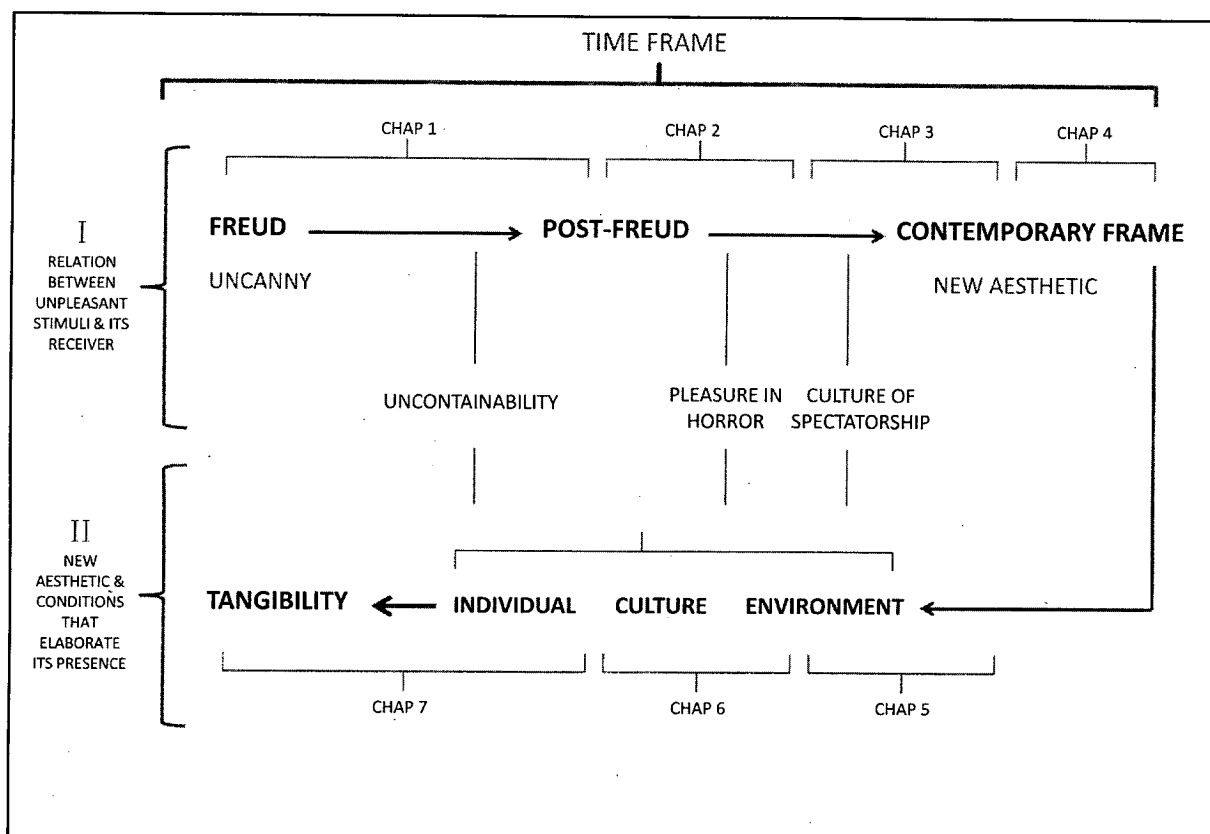 TIME FRAME
CHAP 1
CHAP 2
CHAP 3
CHAP 4
I
RELATION
BETWEEN
UNPLEASANT
STIMULI & ITS
RECEIVER
FREUD
POST-FREUD
CONTEMPORARY FRAME
UNCANNY
NEW AESTHETIC
UNCONTAINABILITY
PLEASURE IN
HORROR
CULTURE OF
SPECTATORSHIP
II
NEW
AESTHETIC &
CONDITIONS
THAT
ELABORATE
ITS PRESENCE
TANGIBILITY
INDIVIDUAL
CULTURE
ENVIRONMENT
CHAP 7
CHAP 6
CHAP 5